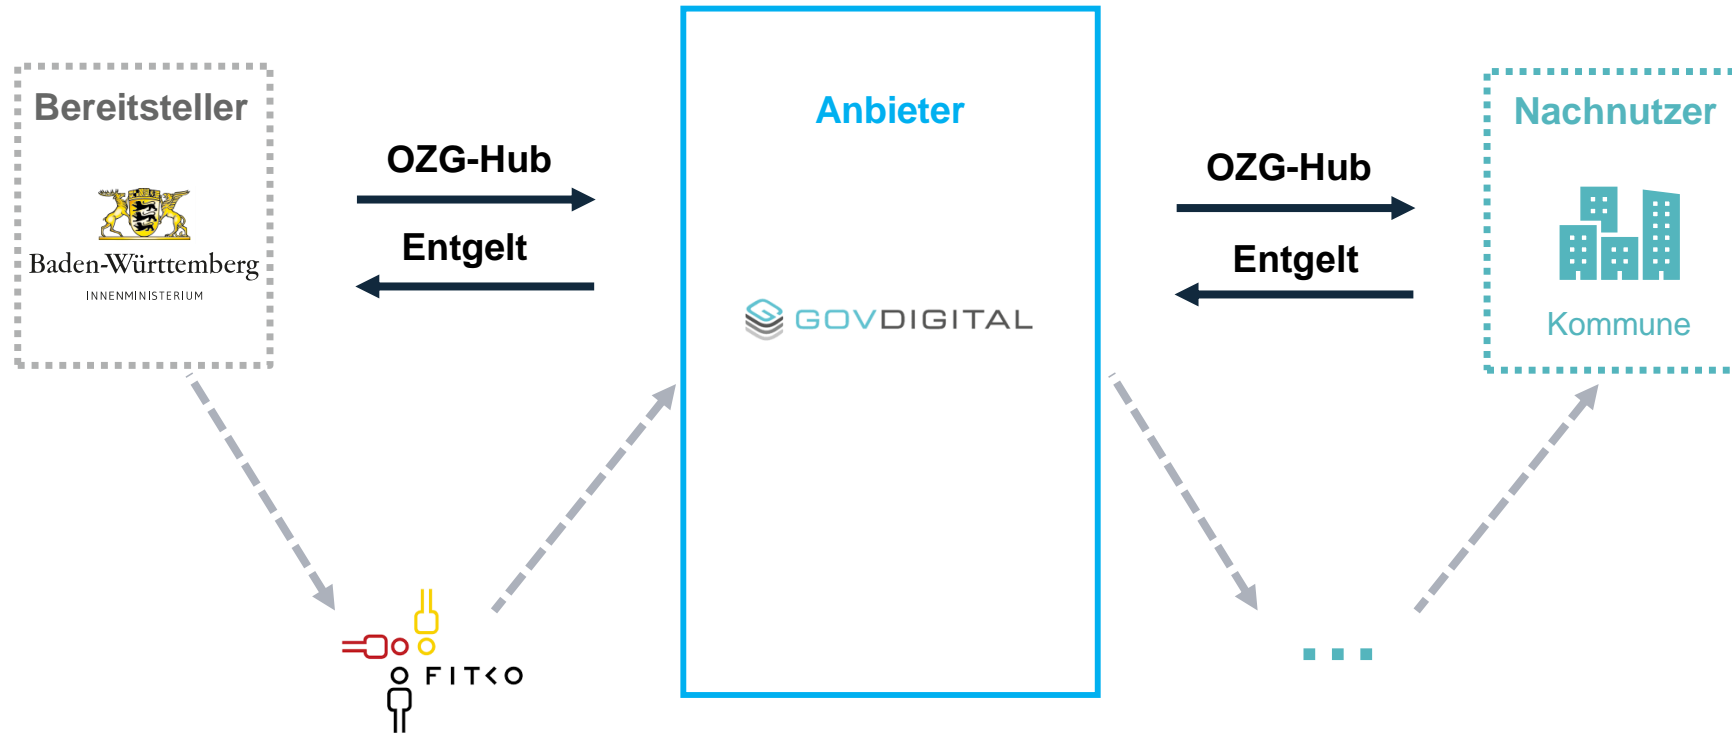 Bereitsteller
Baden-Württemberg
INNENMINISTERIUM
OZG-Hub
Entgelt
Anbieter
GOVDIGITAL
OZG-Hub
Entgelt
Nachnutzer
Kommune
FITKO
...